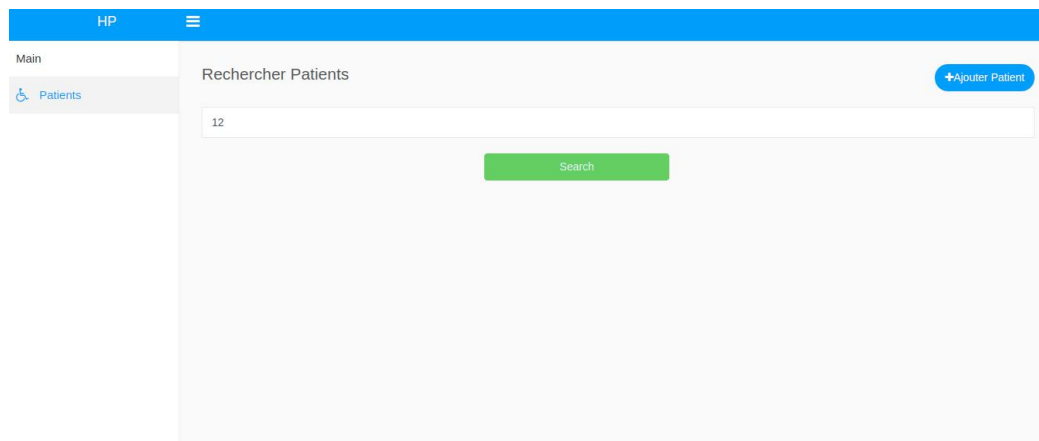 HP
Main
Patients
Rechercher Patients
+Ajouter Patient
12
Search